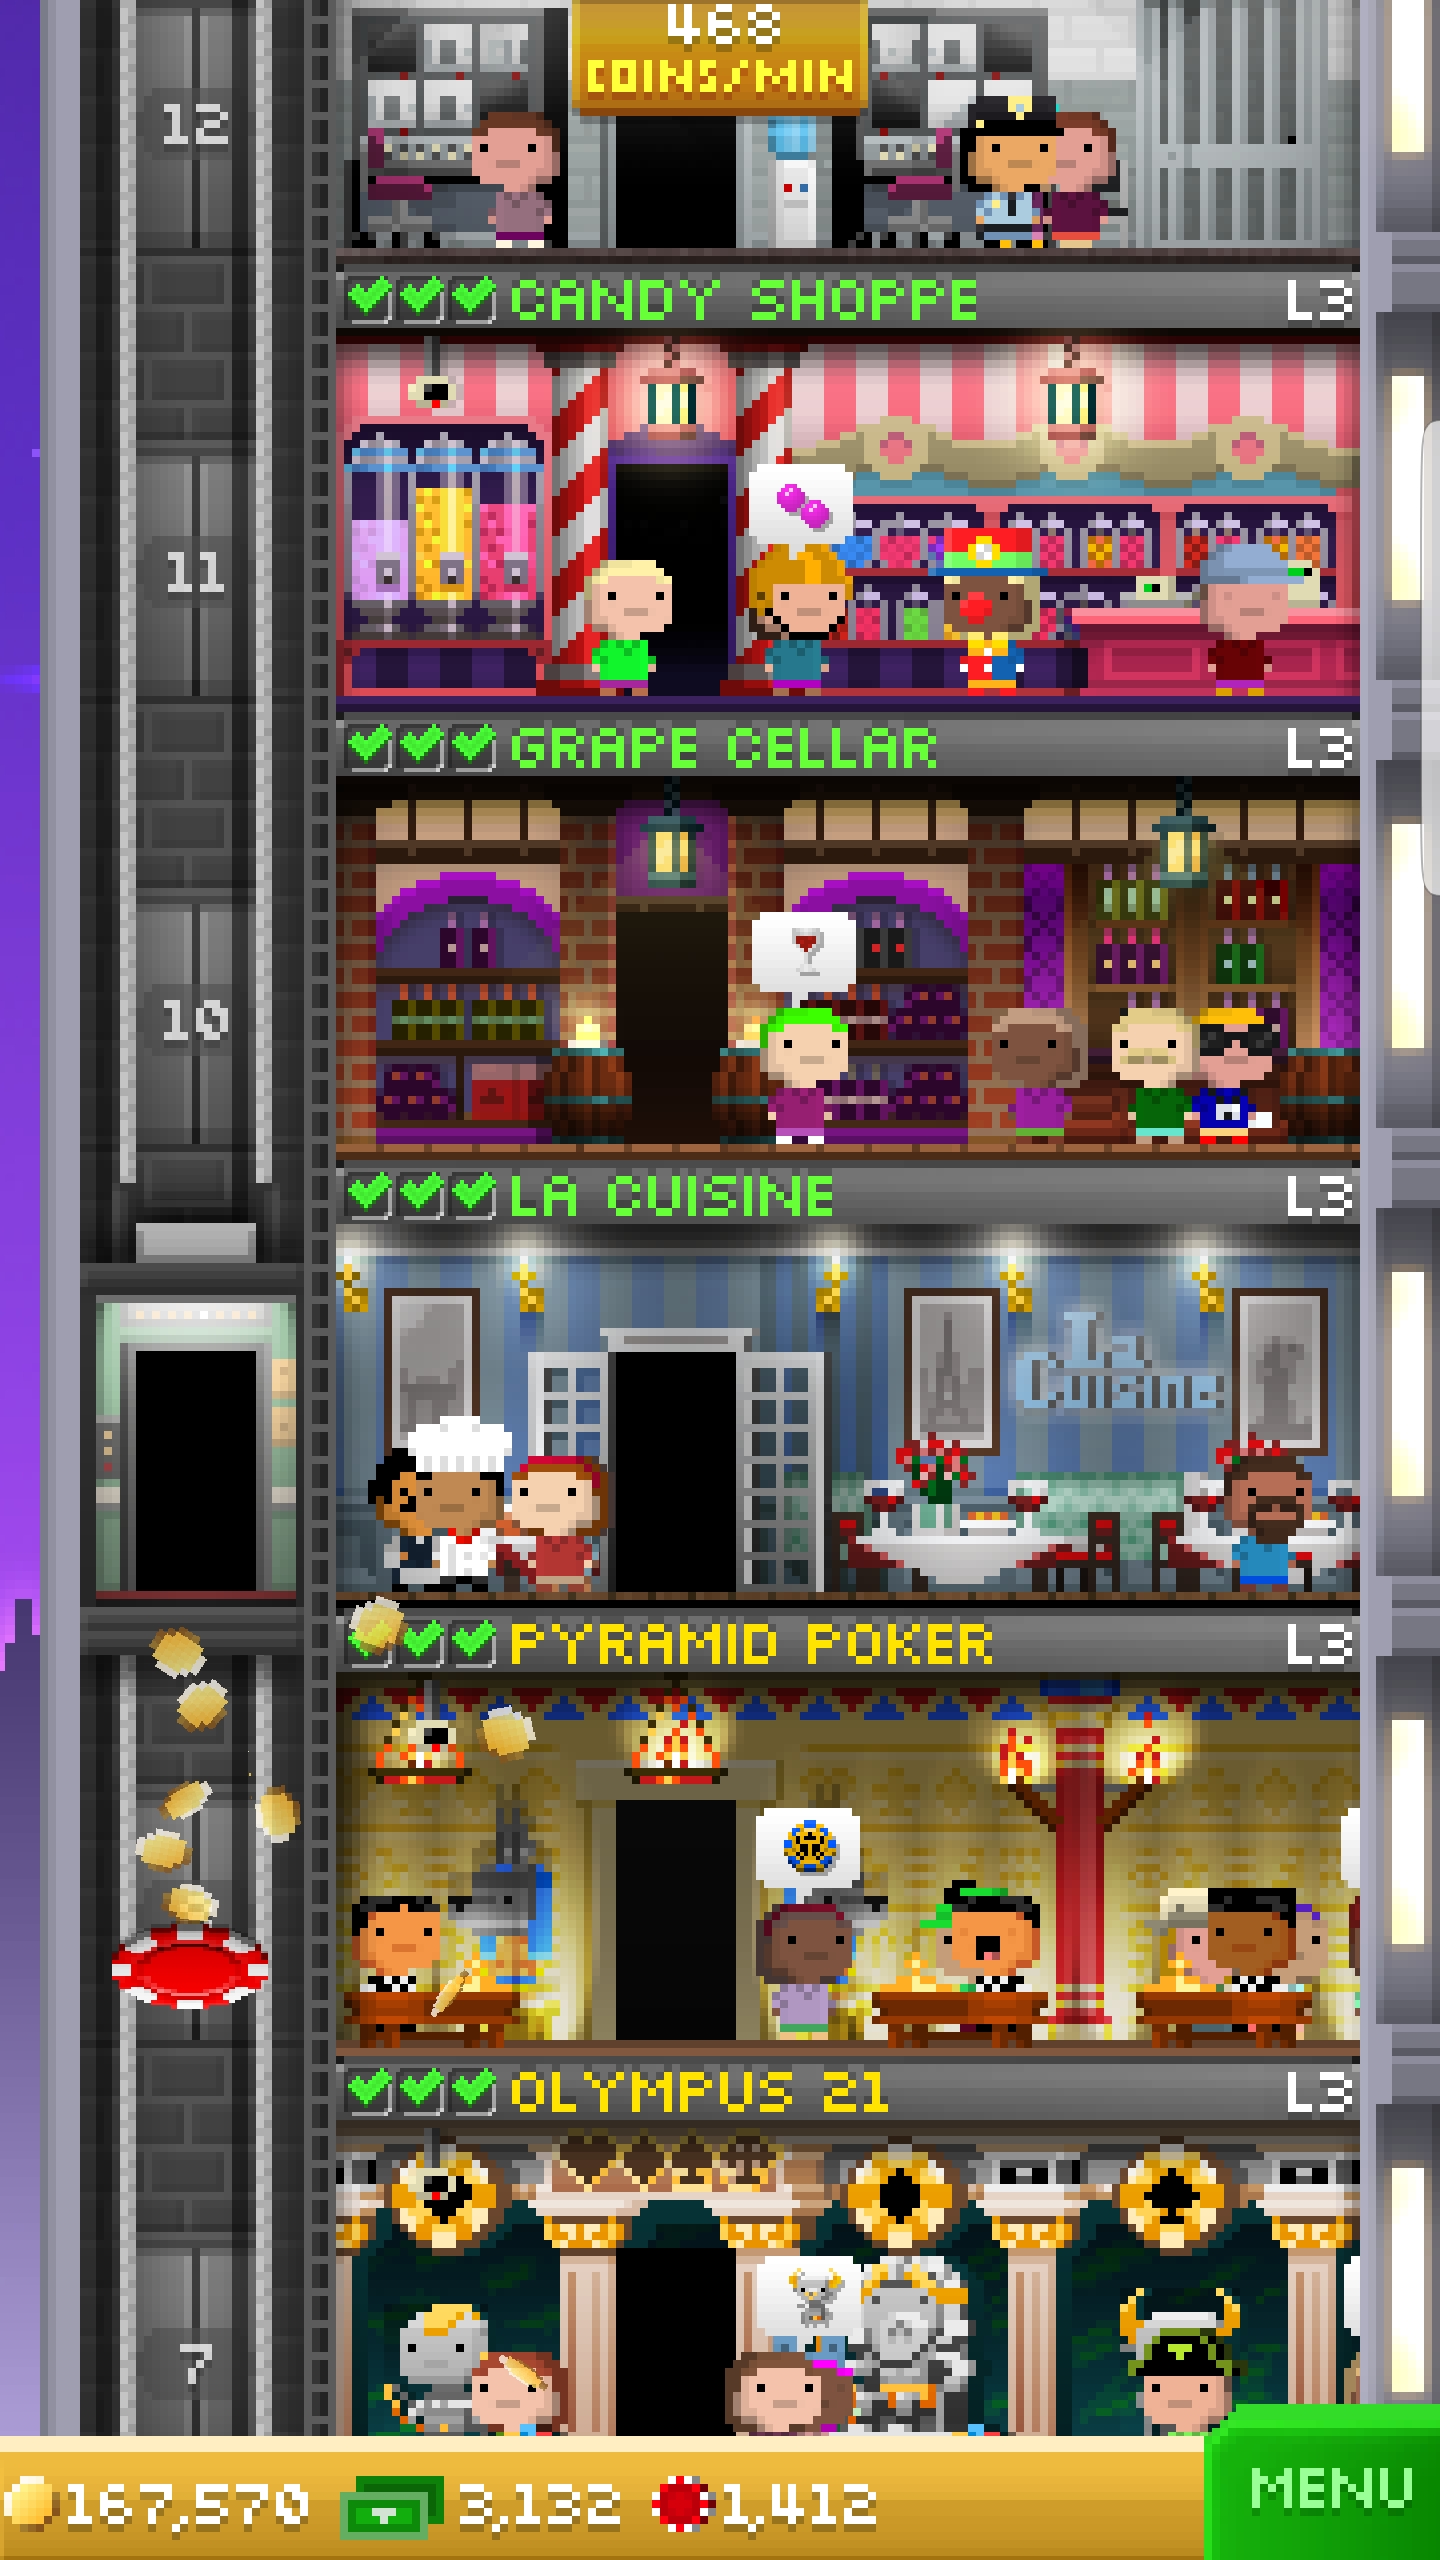 468
COINS/MIN
12
CANDY SHOPPE L3
11
GRAPE CELLAR L3
10
LA CUISINE L3
La
Cuisine
PYRAMID POKER L3
OLYMPUS 21 L3
7
167,570 3,132 1,412
MENU